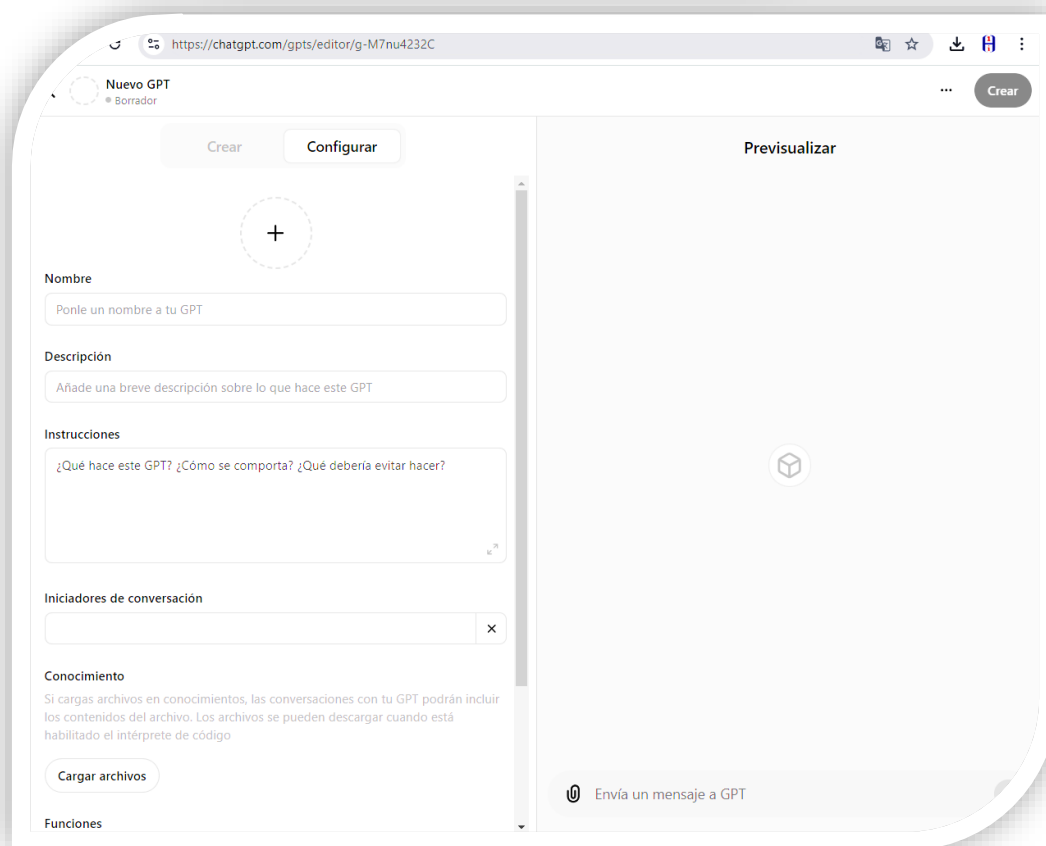 https://chatgpt.com/gpts/editor/g-M7nu4232C
Nuevo GPT
Borrador
Crear
Crear
Configurar
Previsualizar
Nombre
Ponle un nombre a tu GPT
Descripción
Añade una breve descripción sobre lo que hace este GPT
Instrucciones
¿Qué hace este GPT? ¿Cómo se comporta? ¿Qué debería evitar hacer?
Iniciadores de conversación
Conocimiento
Si cargas archivos en conocimientos, las conversaciones con tu GPT podrán incluir
los contenidos del archivo. Los archivos se pueden descargar cuando está
habilitado el intérprete de código
Cargar archivos
Envía un mensaje a GPT
Funciones